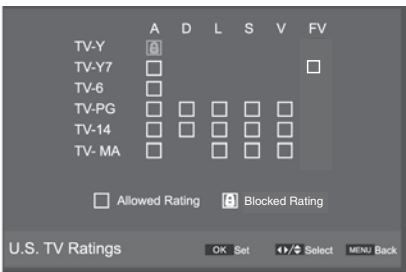 A D L S V FV
TV-Y
TV-Y7
TV-6
TV-PG
TV-14
TV- MA
Allowed Rating Blocked Rating
U.S. TV Ratings OK Set Select MENU Back